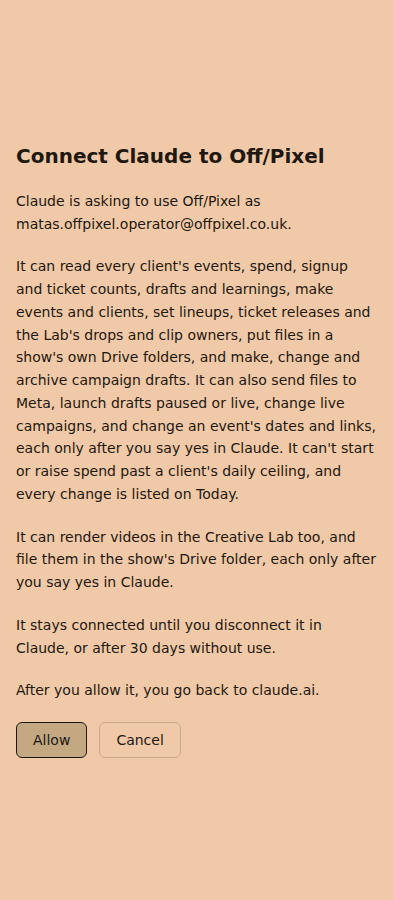 Connect Claude to Off/Pixel
Claude is asking to use Off/Pixel as
matas.offpixel.operator@offpixel.co.uk.
It can read every client's events, spend, signup
and ticket counts, drafts and learnings, make
events and clients, set lineups, ticket releases and
the Lab's drops and clip owners, put files in a
show's own Drive folders, and make, change and
archive campaign drafts. It can also send files to
Meta, launch drafts paused or live, change live
campaigns, and change an event's dates and links,
each only after you say yes in Claude. It can't start
or raise spend past a client's daily ceiling, and
every change is listed on Today.
It can render videos in the Creative Lab too, and
file them in the show's Drive folder, each only after
you say yes in Claude.
It stays connected until you disconnect it in
Claude, or after 30 days without use.
After you allow it, you go back to claude.ai.
Allow
Cancel